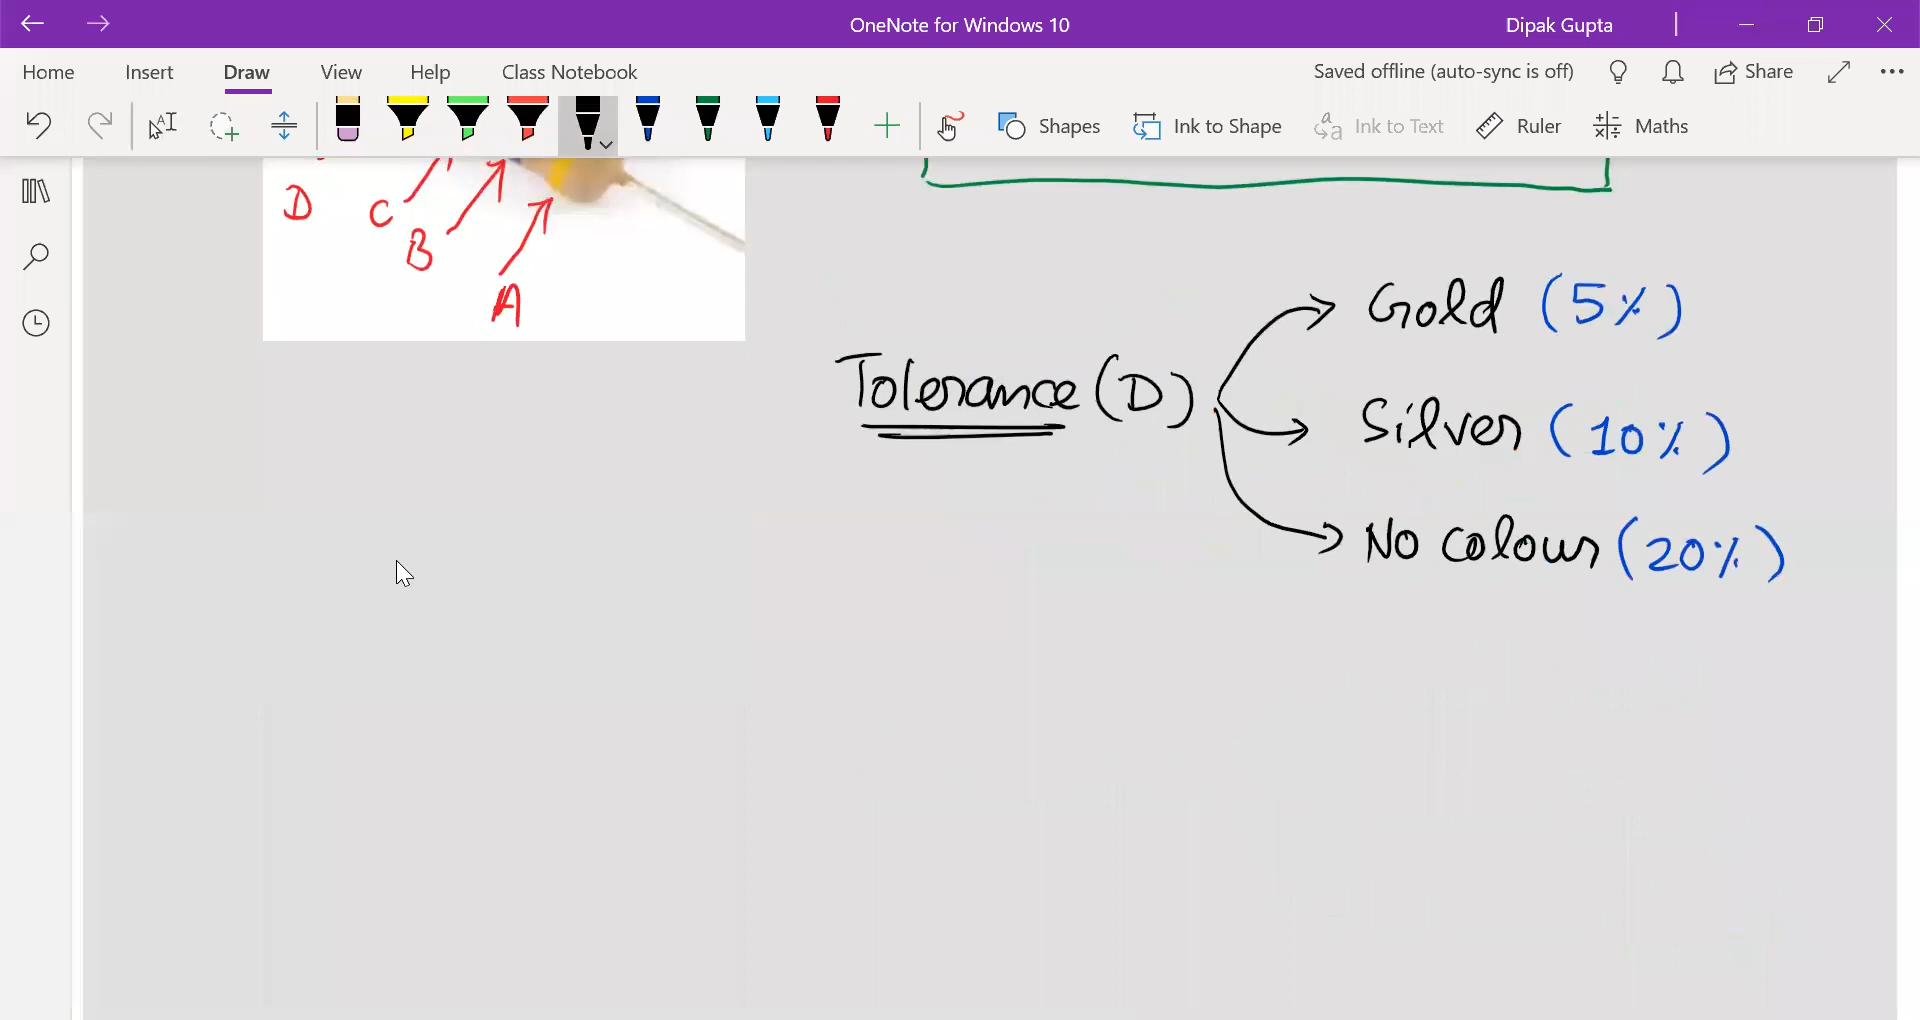 OneNote for Windows 10
Dipak Gupta
Home Insert Draw View Help Class Notebook
Saved offline (auto-sync is off) Share
Shapes Ink to Shape Ink to Text Ruler Maths
D
C
B
A
Gold (5%)
Tolerance (D)
Silver (10%)
No colour (20%)